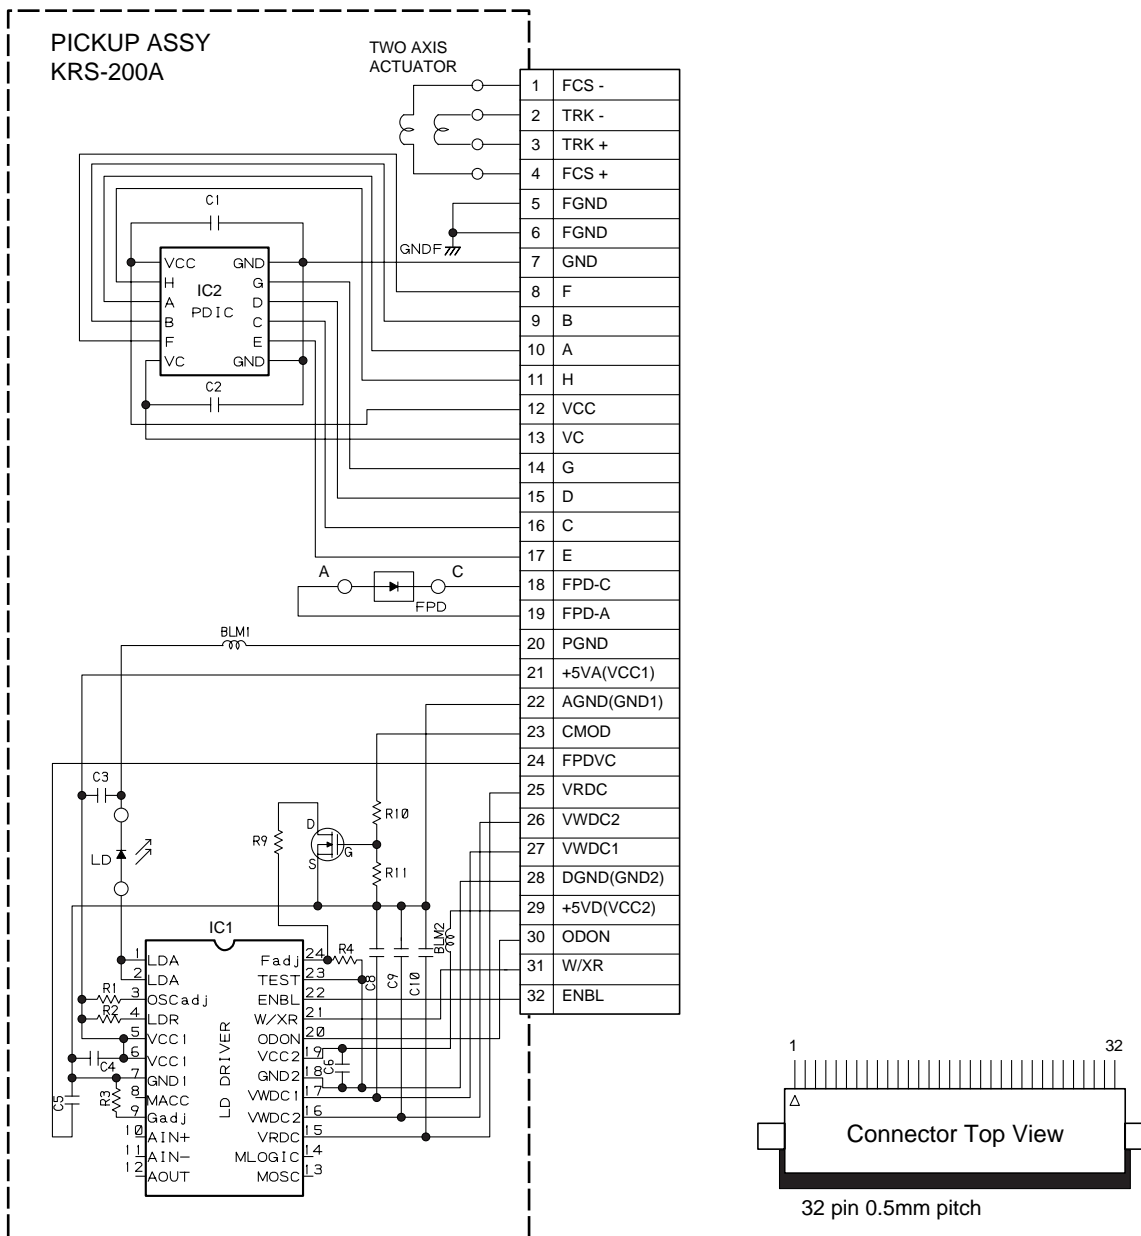 PICKUP ASSY
KRS-200A
TWO AXIS
ACTUATOR
1 FCS -
2 TRK -
3 TRK +
4 FCS +
5 FGND
6 FGND
7 GND
8 F
9 B
10 A
11 H
12 VCC
13 VC
14 G
15 D
16 C
17 E
18 FPD-C
19 FPD-A
20 PGND
21 +5VA(VCC1)
22 AGND(GND1)
23 CMOD
24 FPDVC
25 VRDC
26 VWDC2
27 VWDC1
28 DGND(GND2)
29 +5VD(VCC2)
30 ODON
31 W/XR
32 ENBL
GNDF
C1
VCC GND
H G
IC2
A D
PDIC
B C
F E
VC GND
C2
A C
FPD
BLM1
C3
LD
R9
D
G
S
R10
R11
BLM2
C8
C9
C10
R4
R1
R2
C4
C5
R3
C6
IC1
LD DRIVER
1 LDA
2 LDA
3 OSCadj
4 LDR
5 VCC1
6 VCC1
7 GND1
8 MACC
9 Gadj
10 AIN+
11 AIN-
12 AOUT
Fadj 24
TEST 23
ENBL 22
W/XR 21
ODON 20
VCC2 19
GND2 18
VWDC1 17
VWDC2 16
VRDC 15
MLOGIC 14
MOSC 13
1 32
Connector Top View
32 pin 0.5mm pitch